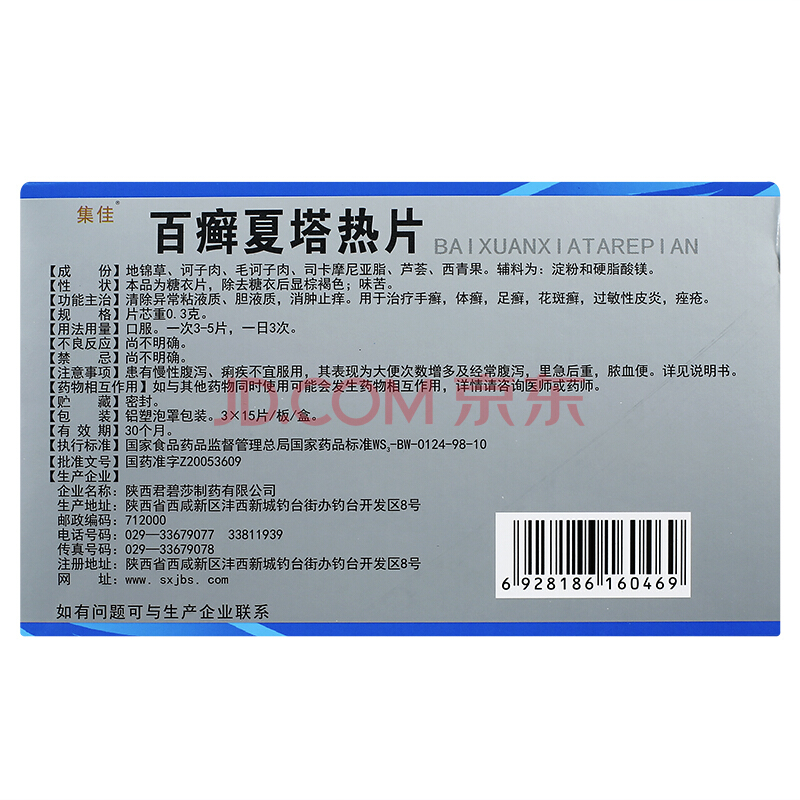 集佳®
百癣夏塔热片 BAIXUANXIATAREPIAN
【成 份】地锦草、诃子肉、毛诃子肉、司卡摩尼亚脂、芦荟、西青果。辅料为：淀粉和硬脂酸镁。
【性 状】本品为糖衣片，除去糖衣后显棕褐色；味苦。
【功能主治】清除异常粘液质、胆液质，消肿止痒。用于治疗手癣，体癣，足癣，花斑癣，过敏性皮炎，痤疮。
【规 格】片芯重0.3克。
【用法用量】口服。一次3-5片，一日3次。
【不良反应】尚不明确。
【禁 忌】尚不明确。
【注意事项】患有慢性腹泻、痢疾不宜服用，其表现为大便次数增多及经常腹泻，里急后重，脓血便。详见说明书。
【药物相互作用】如与其他药物同时使用可能会发生药物相互作用，详情请咨询医师或药师。
【贮 藏】密封。
【包 装】铝塑泡罩包装。3×15片/板/盒。
【有 效 期】30个月。
【执行标准】国家食品药品监督管理总局国家药品标准WS₃-BW-0124-98-10
【批准文号】国药准字Z20053609
【生产企业】
企业名称：陕西君碧莎制药有限公司
生产地址：陕西省西咸新区沣西新城钓台街办钓台开发区8号
邮政编码：712000
电话号码：029-33679077 33811939
传真号码：029-33679078
注册地址：陕西省西咸新区沣西新城钓台街办钓台开发区8号
网 址：www.sxjbs.com
如有问题可与生产企业联系
6 928186 160469
JD.COM 京东